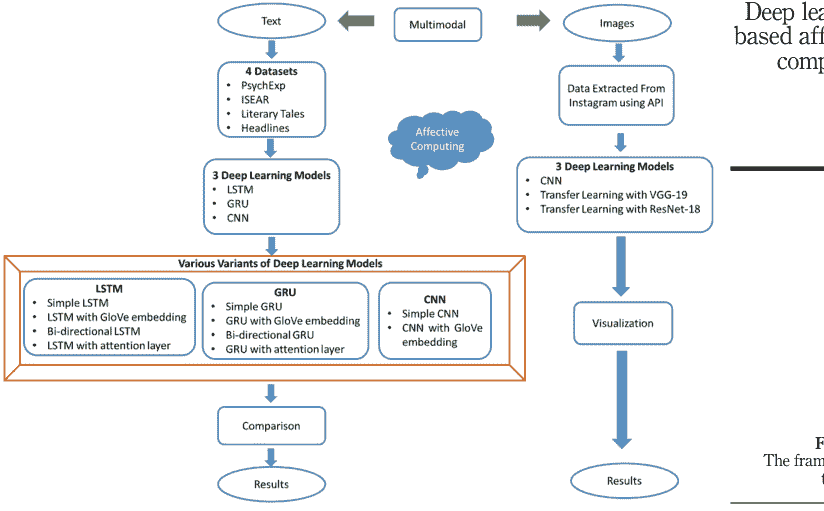 Text
Multimodal
Images
4 Datasets
• PsychExp
• ISEAR
• Literary Tales
• Headlines
Data Extracted From
Instagram using API
Affective
Computing
3 Deep Learning Models
• LSTM
• GRU
• CNN
3 Deep Learning Models
• CNN
• Transfer Learning with VGG-19
• Transfer Learning with ResNet-18
Various Variants of Deep Learning Models
LSTM
• Simple LSTM
• LSTM with GloVe embedding
• Bi-directional LSTM
• LSTM with attention layer
GRU
• Simple GRU
• GRU with GloVe embedding
• Bi-directional GRU
• GRU with attention layer
CNN
• Simple CNN
• CNN with GloVe
embedding
Visualization
Comparison
Results
Results
Deep lea
based aff
comp
F
The fram
t